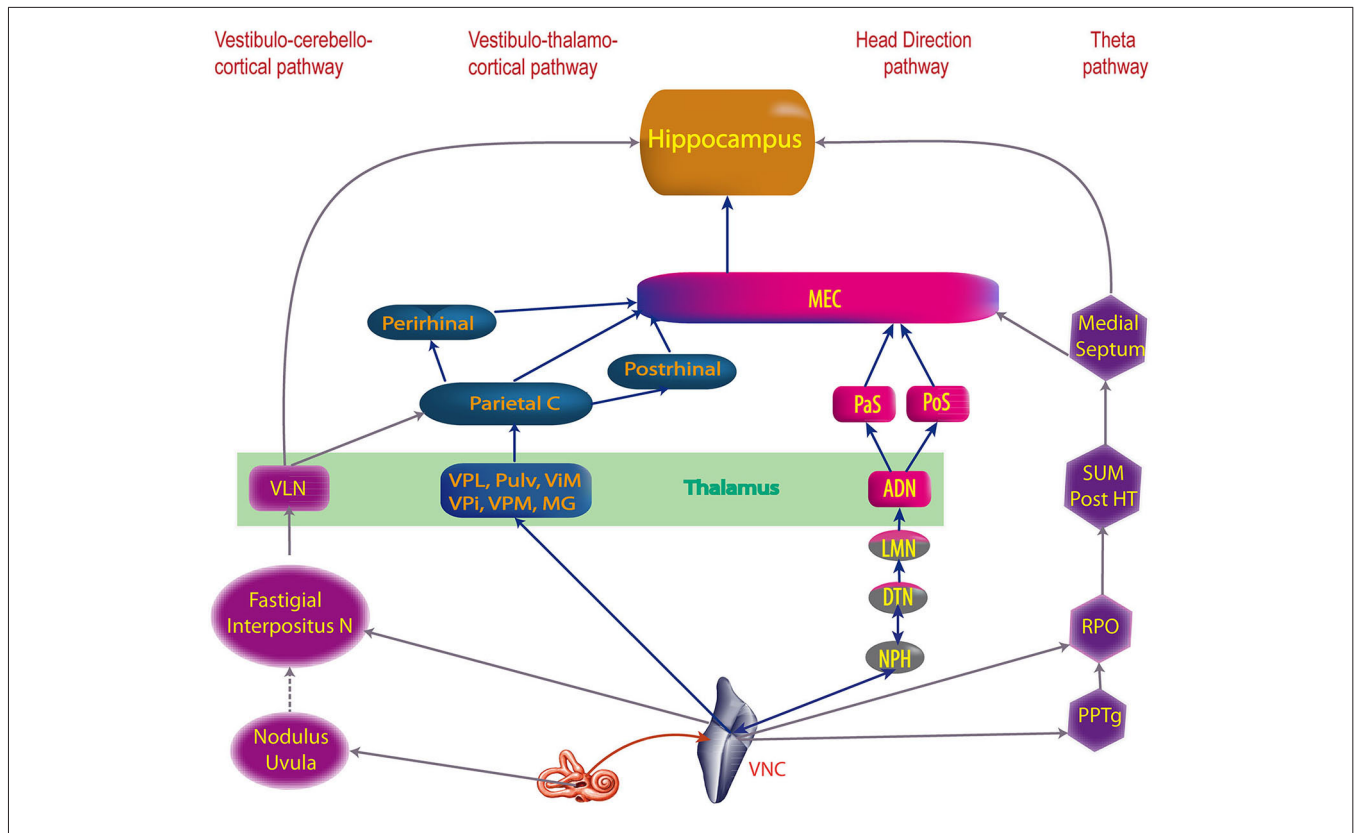 Vestibulo-cerebello-
cortical pathway
Vestibulo-thalamo-
cortical pathway
Head Direction
pathway
Theta
pathway
Hippocampus
MEC
Perirhinal
Postrhinal
Parietal C
Medial
Septum
PaS
PoS
VLN
VPL, Pulv, ViM
VPi, VPM, MG
Thalamus
ADN
SUM
Post HT
LMN
DTN
NPH
Fastigial
Interpositus N
RPO
PPTg
Nodulus
Uvula
VNC